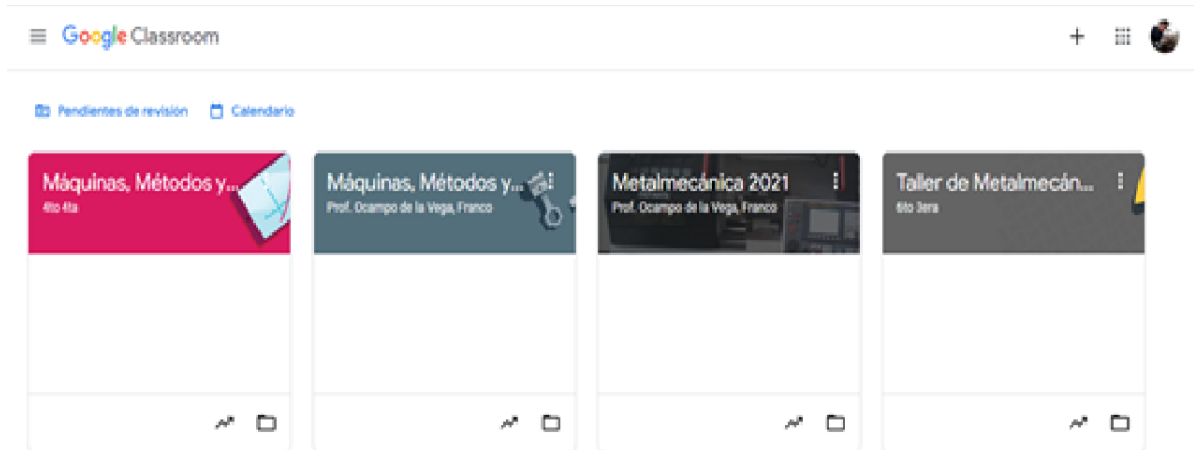 Google Classroom
Pendientes de revisión Calendario
Máquinas, Métodos y...
4to 4ta
Máquinas, Métodos y...
Prof. Ocampo de la Vega, Franco
Metalmecánica 2021
Prof. Ocampo de la Vega, Franco
Taller de Metalmecán...
6to 3era